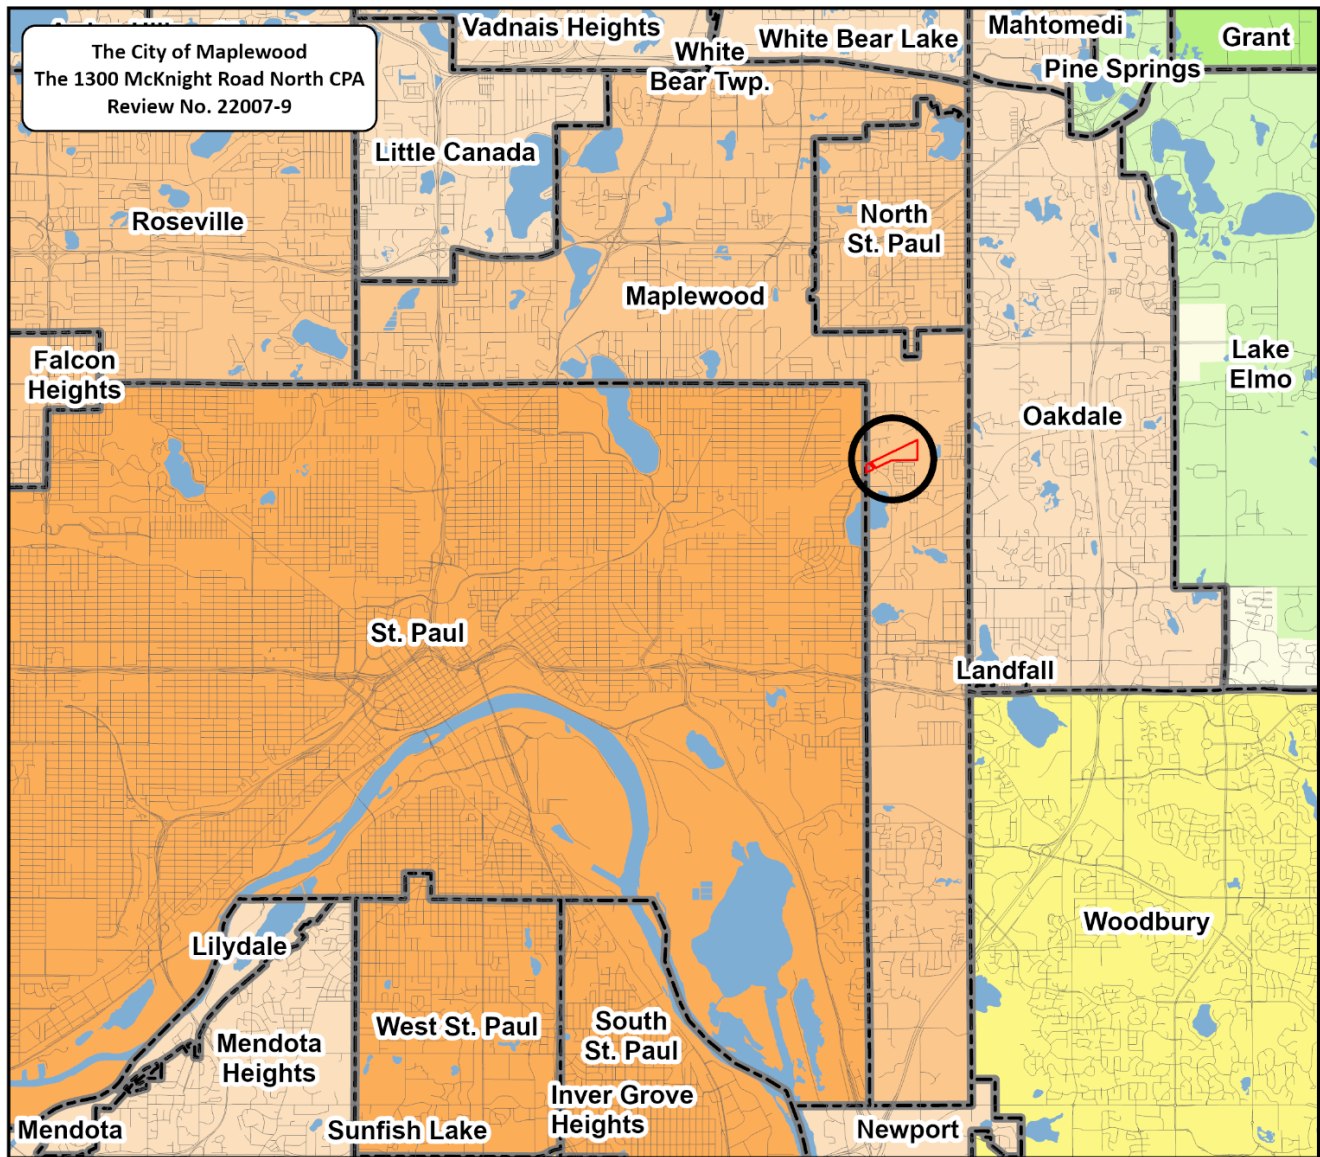 The City of Maplewood
The 1300 McKnight Road North CPA
Review No. 22007-9
Vadnais Heights
White
Bear Twp.
White Bear Lake
Mahtomedi
Grant
Pine Springs
Little Canada
Roseville
North
St. Paul
Maplewood
Falcon
Heights
Lake
Elmo
Oakdale
St. Paul
Landfall
Woodbury
Lilydale
West St. Paul
South
St. Paul
Mendota
Heights
Inver Grove
Heights
Mendota
Sunfish Lake
Newport